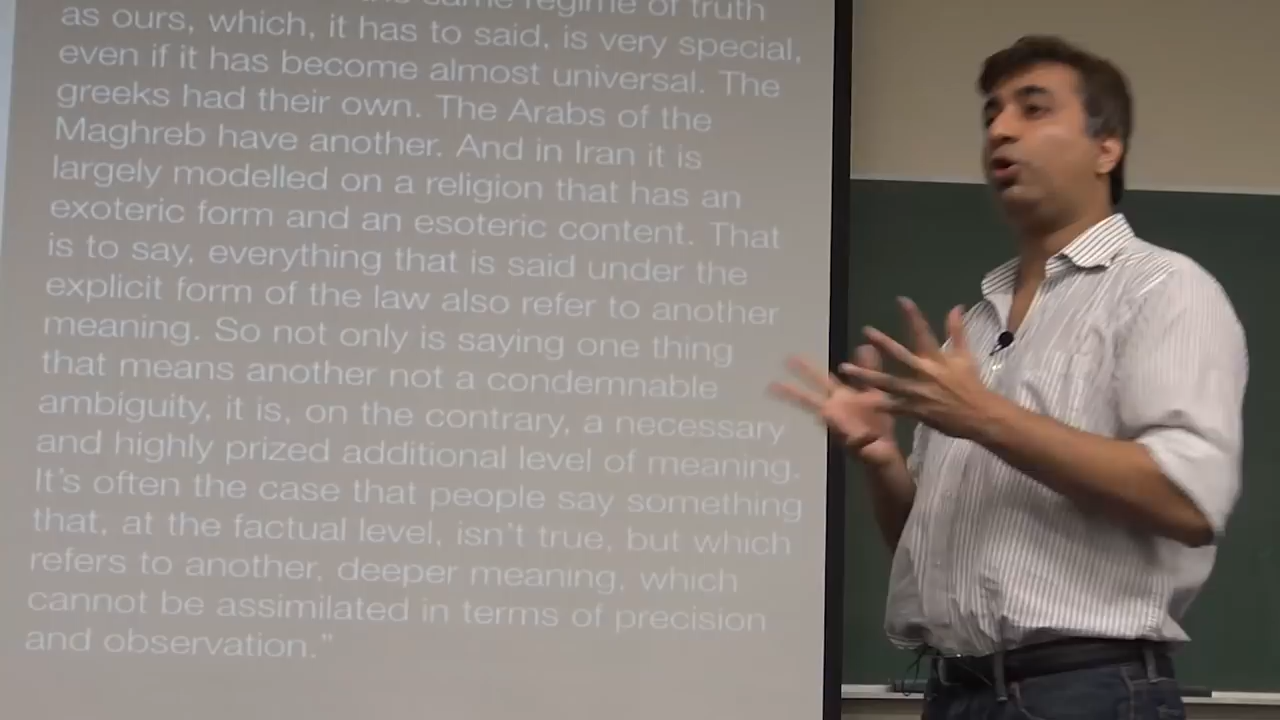 same regime of truth
as ours, which, it has to said, is very special,
even if it has become almost universal. The
greeks had their own. The Arabs of the
Maghreb have another. And in Iran it is
largely modelled on a religion that has an
exoteric form and an esoteric content. That
is to say, everything that is said under the
explicit form of the law also refer to another
meaning. So not only is saying one thing
that means another not a condemnable
ambiguity, it is, on the contrary, a necessary
and highly prized additional level of meaning.
It's often the case that people say something
that, at the factual level, isn't true, but which
refers to another, deeper meaning, which
cannot be assimilated in terms of precision
and observation."